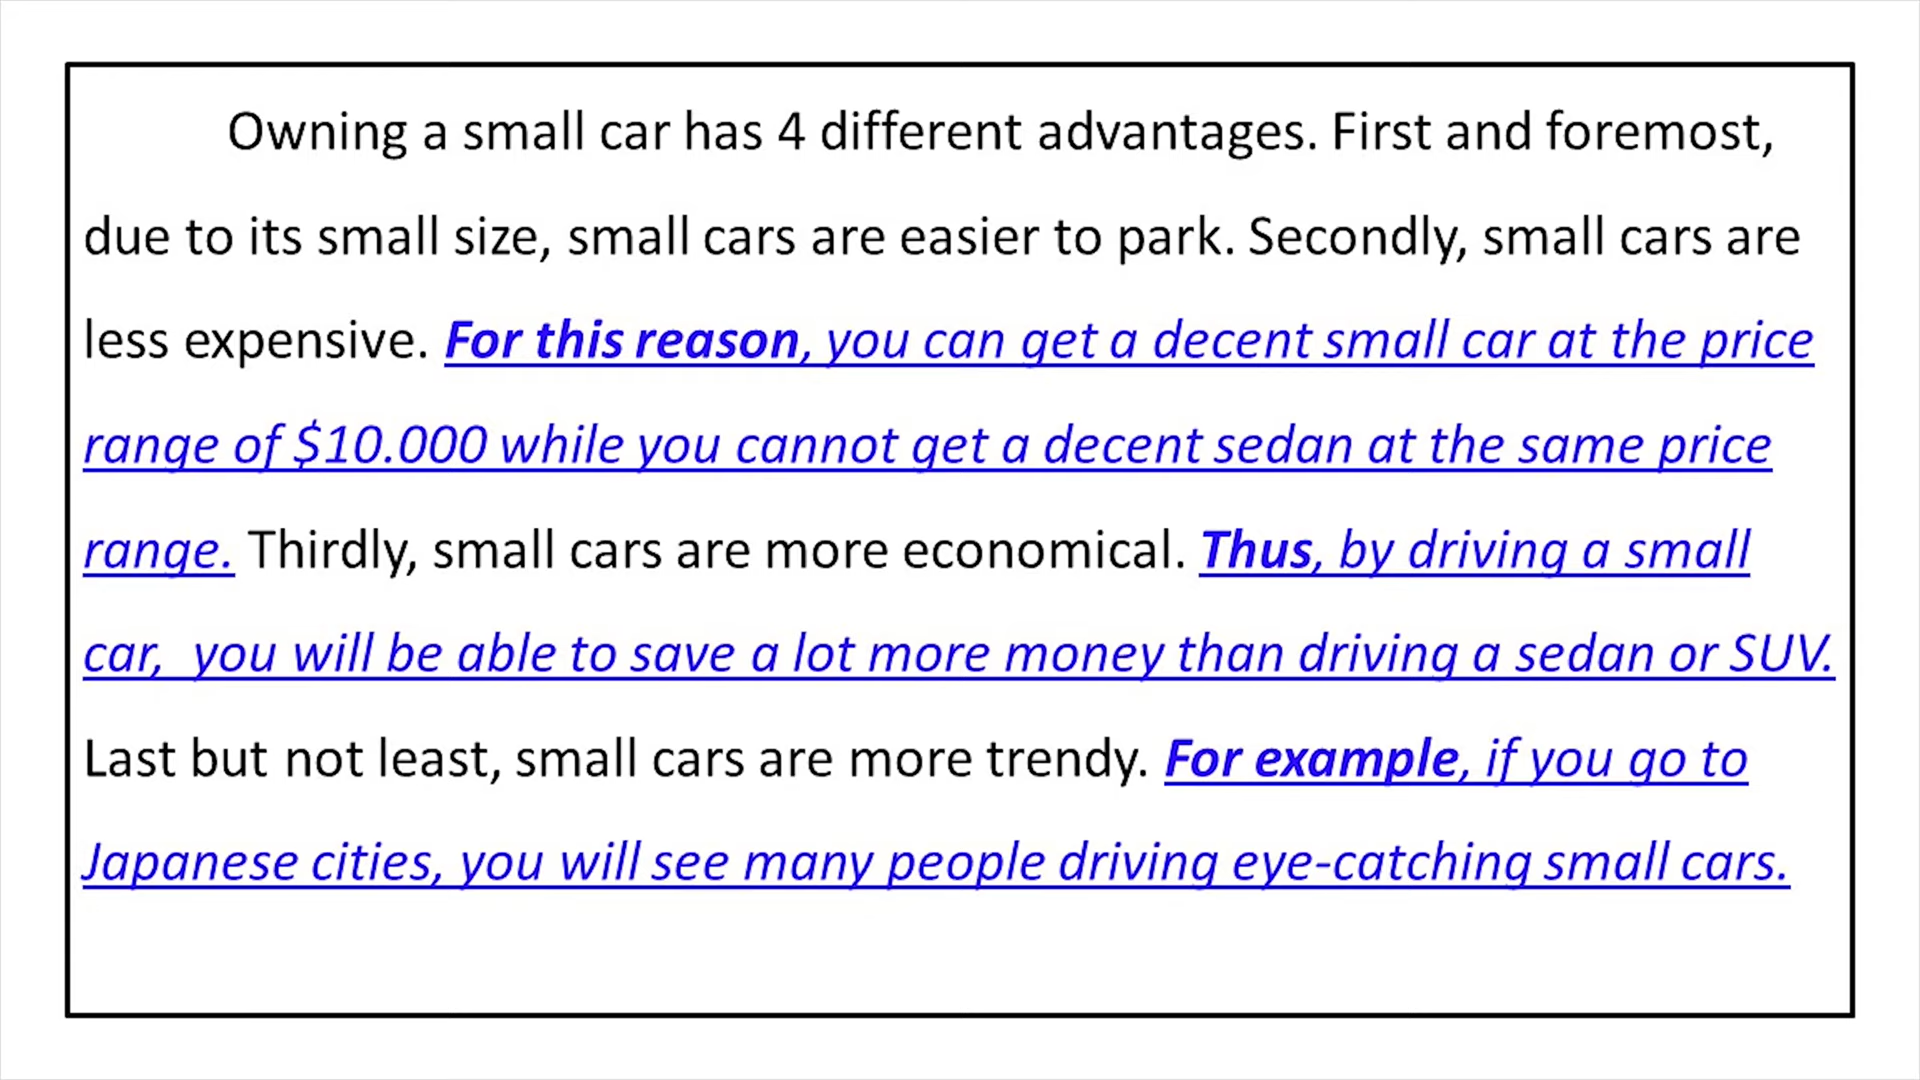 Owning a small car has 4 different advantages. First and foremost,
due to its small size, small cars are easier to park. Secondly, small cars are
less expensive. For this reason, you can get a decent small car at the price
range of $10.000 while you cannot get a decent sedan at the same price
range. Thirdly, small cars are more economical. Thus, by driving a small
car,  you will be able to save a lot more money than driving a sedan or SUV.
Last but not least, small cars are more trendy. For example, if you go to
Japanese cities, you will see many people driving eye-catching small cars.